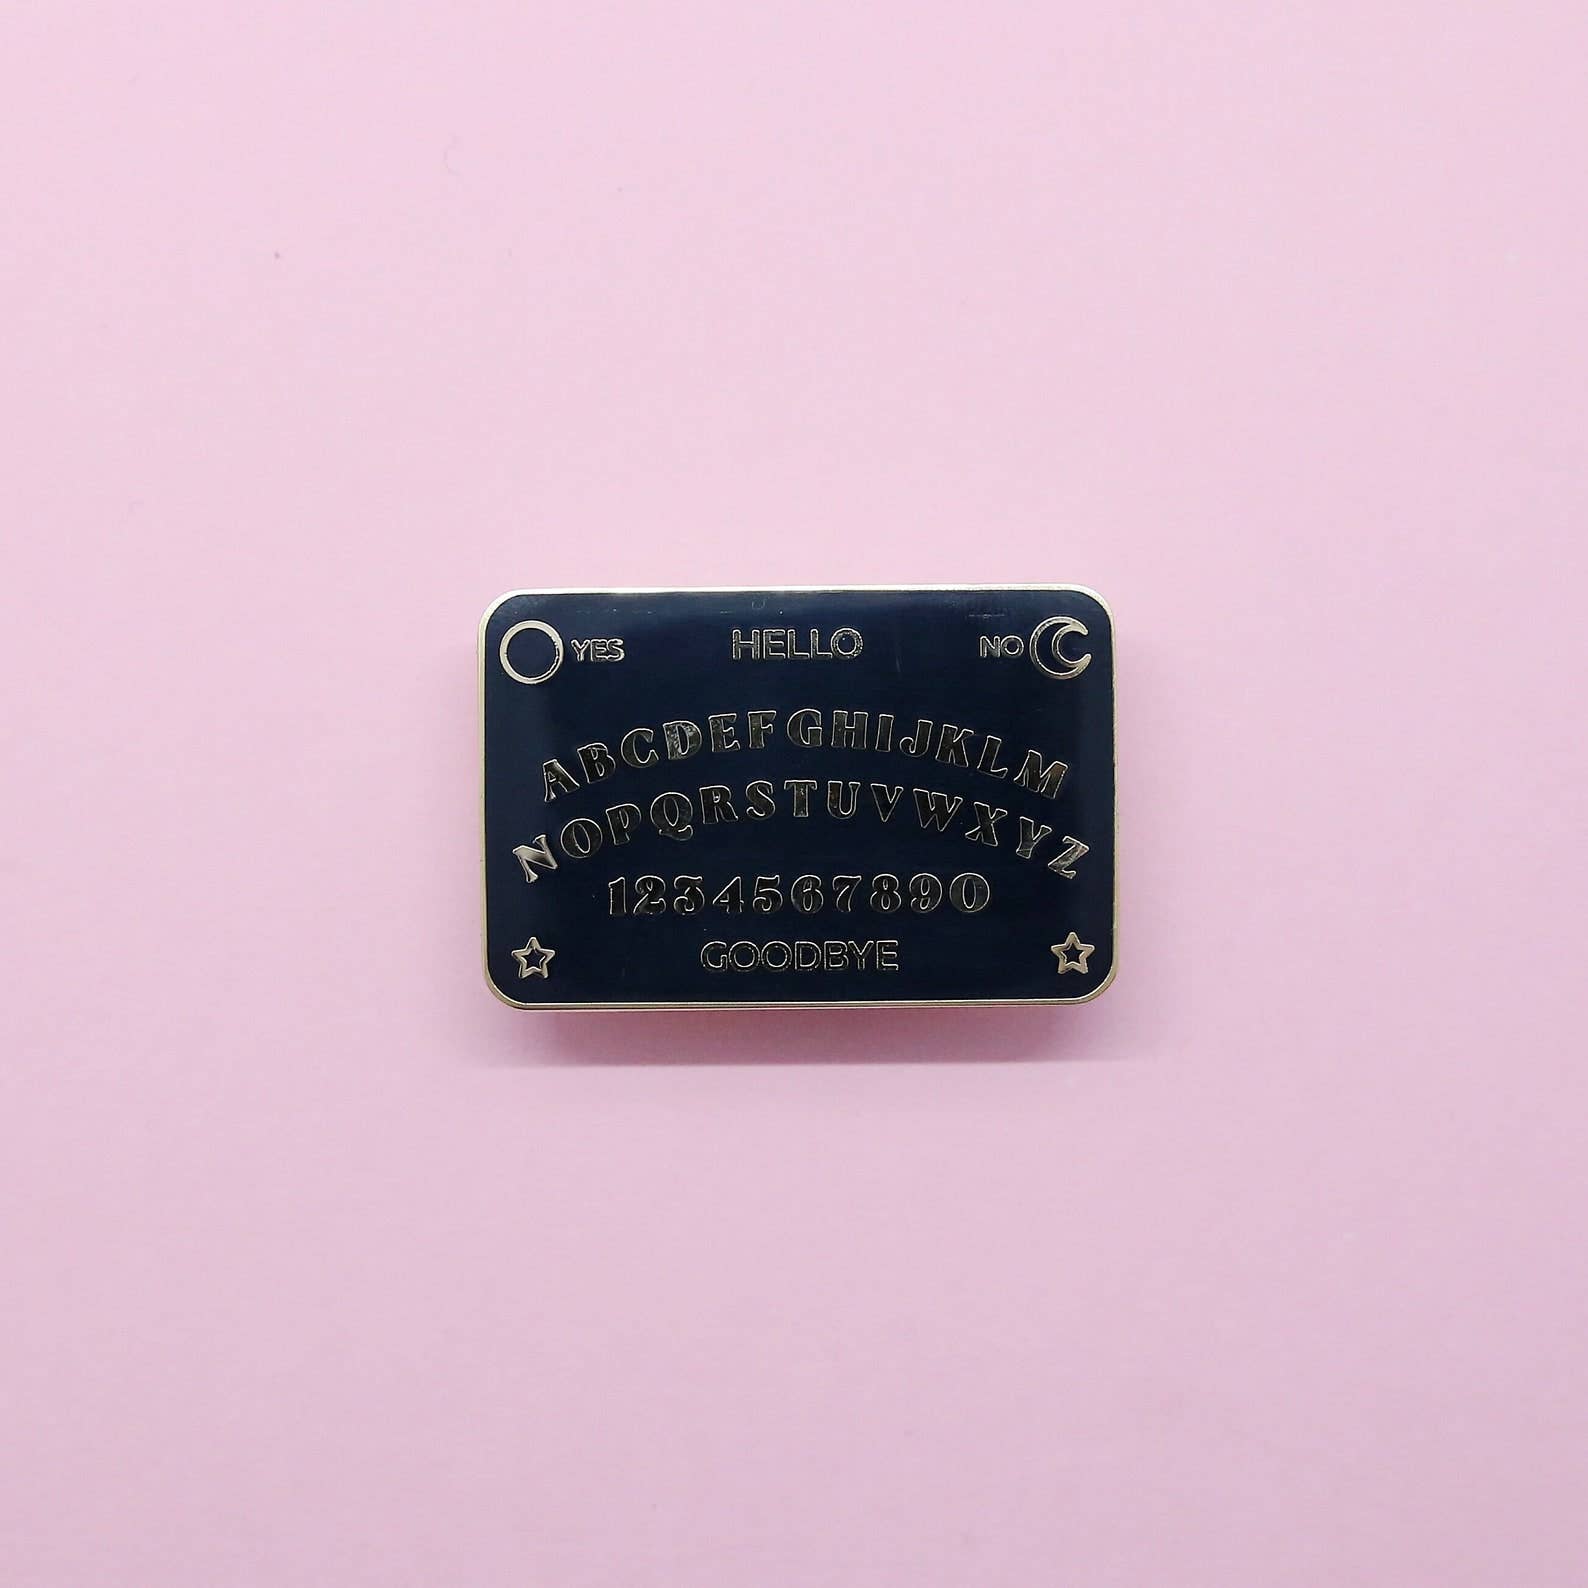 YES HELLO NO
ABCDEFGHIJKLM
NOPQRSTUVWXYZ
1234567890
GOODBYE